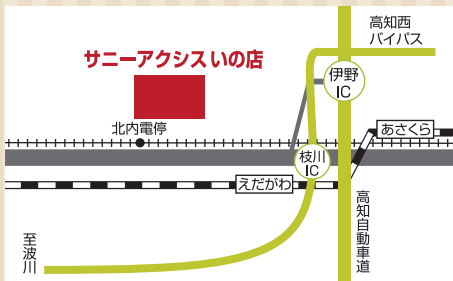 高知西
バイパス
サニーアクシスいの店
伊野
IC
北内電停
あさくら
枝川
IC
えだがわ
高知自動車道
至波川